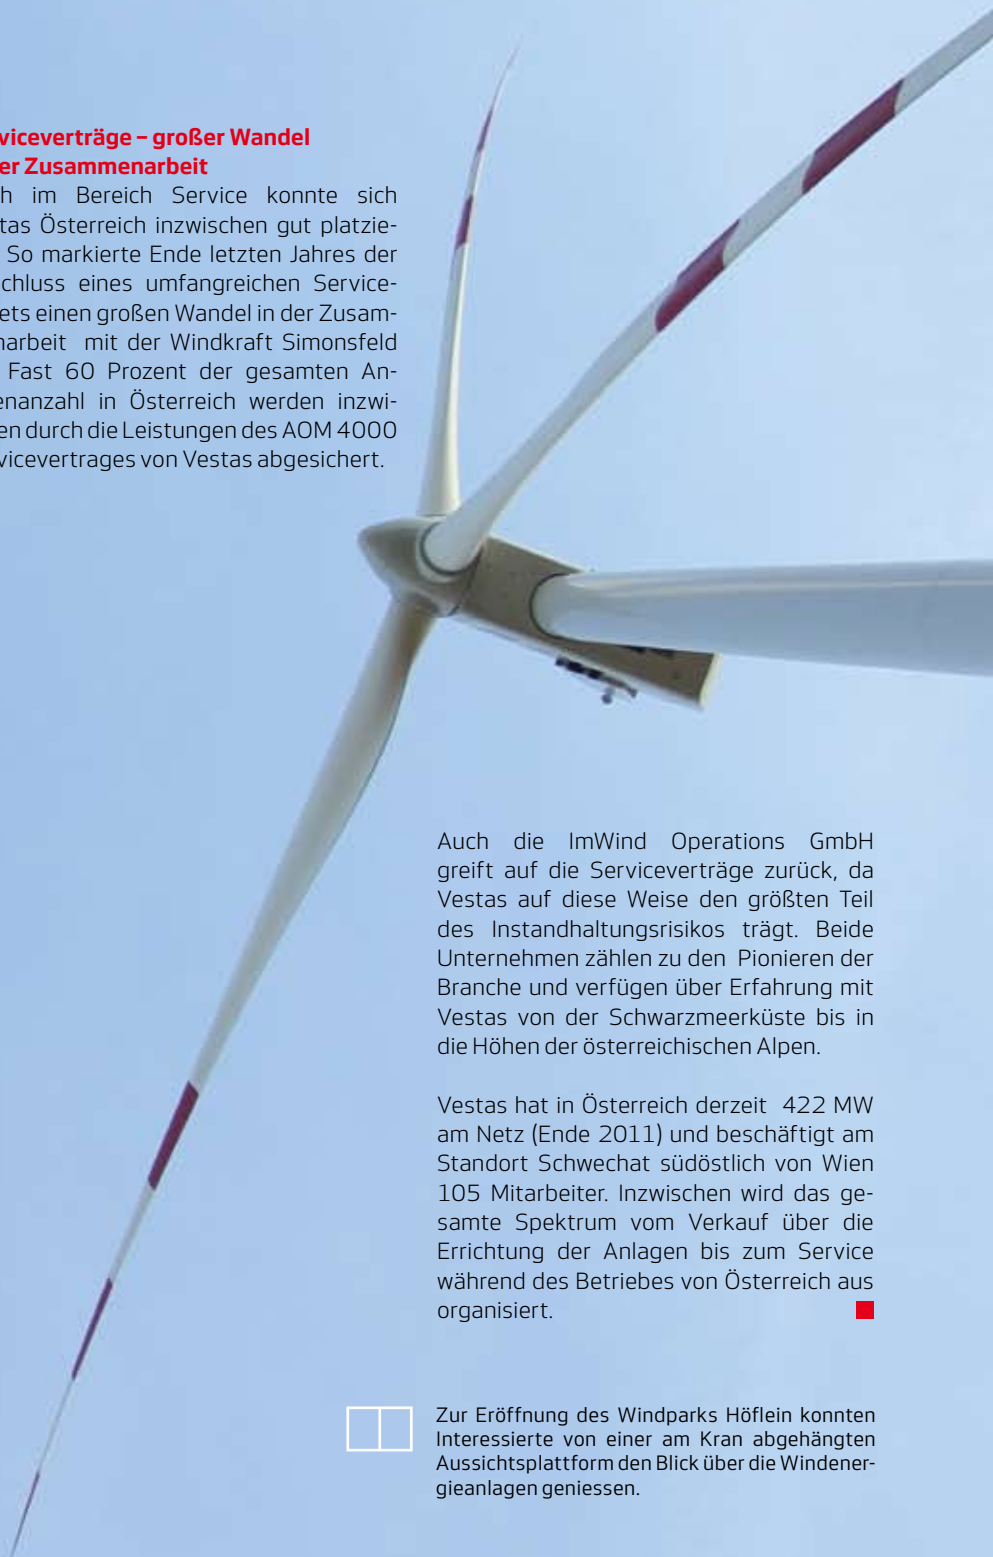 viceverträge – großer Wandel
er Zusammenarbeit
h im Bereich Service konnte sich
tas Österreich inzwischen gut platzie-
So markierte Ende letzten Jahres der
chluss eines umfangreichen Service-
ets einen großen Wandel in der Zusam-
narbeit mit der Windkraft Simonsfeld
Fast 60 Prozent der gesamten An-
enanzahl in Österreich werden inzwi-
en durch die Leistungen des AOM 4000
vicevertrages von Vestas abgesichert.
Auch die ImWind Operations GmbH
greift auf die Serviceverträge zurück, da
Vestas auf diese Weise den größten Teil
des Instandhaltungsrisikos trägt. Beide
Unternehmen zählen zu den Pionieren der
Branche und verfügen über Erfahrung mit
Vestas von der Schwarzmeerküste bis in
die Höhen der österreichischen Alpen.
Vestas hat in Österreich derzeit 422 MW
am Netz (Ende 2011) und beschäftigt am
Standort Schwechat südöstlich von Wien
105 Mitarbeiter. Inzwischen wird das ge-
samte Spektrum vom Verkauf über die
Errichtung der Anlagen bis zum Service
während des Betriebes von Österreich aus
organisiert.
Zur Eröffnung des Windparks Höflein konnten
Interessierte von einer am Kran abgehängten
Aussichtsplattform den Blick über die Windener-
gieanlagen geniessen.